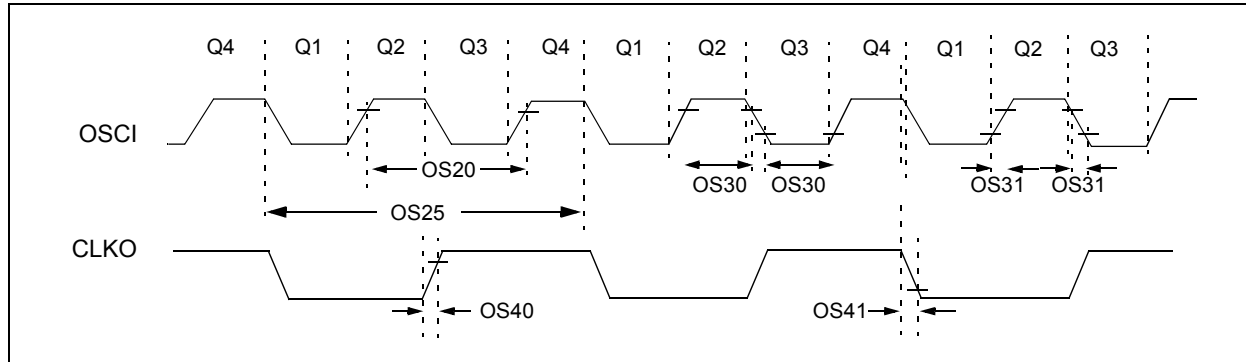 Q4 Q1 Q2 Q3 Q4 Q1 Q2 Q3 Q4 Q1 Q2 Q3
OSCI
OS20 OS30 OS30 OS31 OS31
OS25
CLKO
OS40 OS41